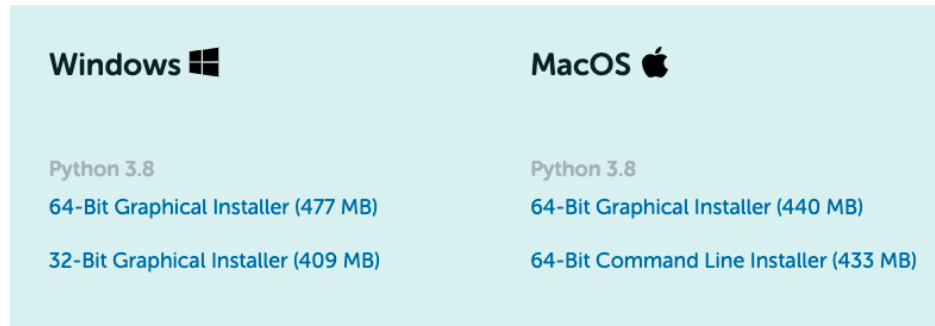 Windows
Python 3.8
64-Bit Graphical Installer (477 MB)
32-Bit Graphical Installer (409 MB)
MacOS
Python 3.8
64-Bit Graphical Installer (440 MB)
64-Bit Command Line Installer (433 MB)